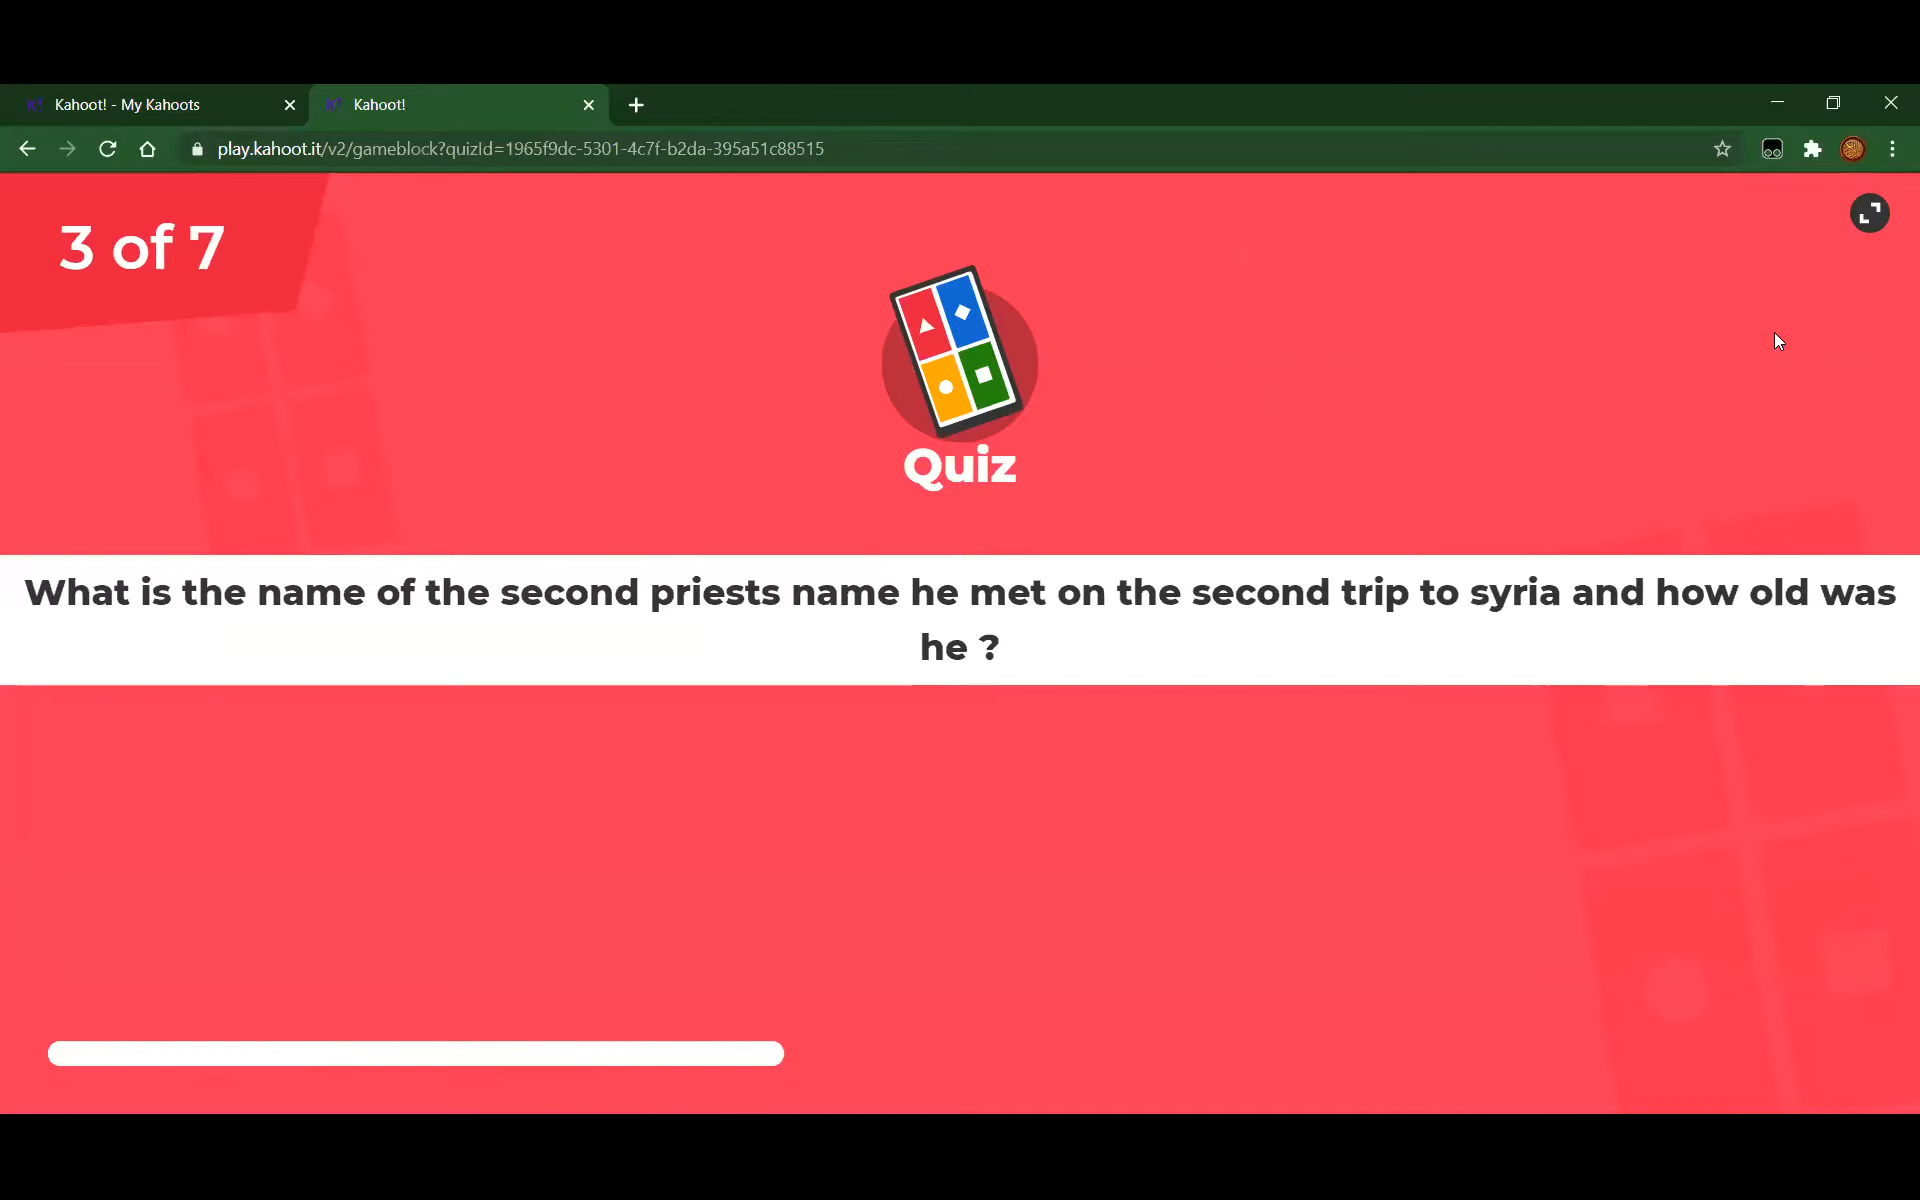 Kahoot! - My Kahoots
Kahoot!
play.kahoot.it/v2/gameblock?quizId=1965f9dc-5301-4c7f-b2da-395a51c88515
3 of 7
Quiz
What is the name of the second priests name he met on the second trip to syria and how old was
he ?